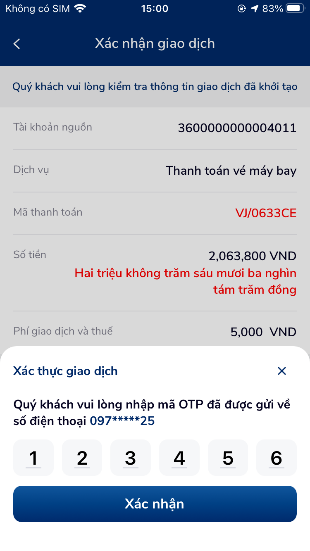 Không có SIM 15:00 83%
Xác nhận giao dịch
Quý khách vui lòng kiểm tra thông tin giao dịch đã khởi tạo
Tài khoản nguồn 3600000000004011
Dịch vụ Thanh toán vé máy bay
Mã thanh toán VJ/0633CE
Số tiền 2,063,800 VND
Hai triệu không trăm sáu mươi ba nghìn
tám trăm đồng
Phí giao dịch và thuế 5,000 VND
Xác thực giao dịch
Quý khách vui lòng nhập mã OTP đã được gửi về
số điện thoại 097*****25
1 2 3 4 5 6
Xác nhận